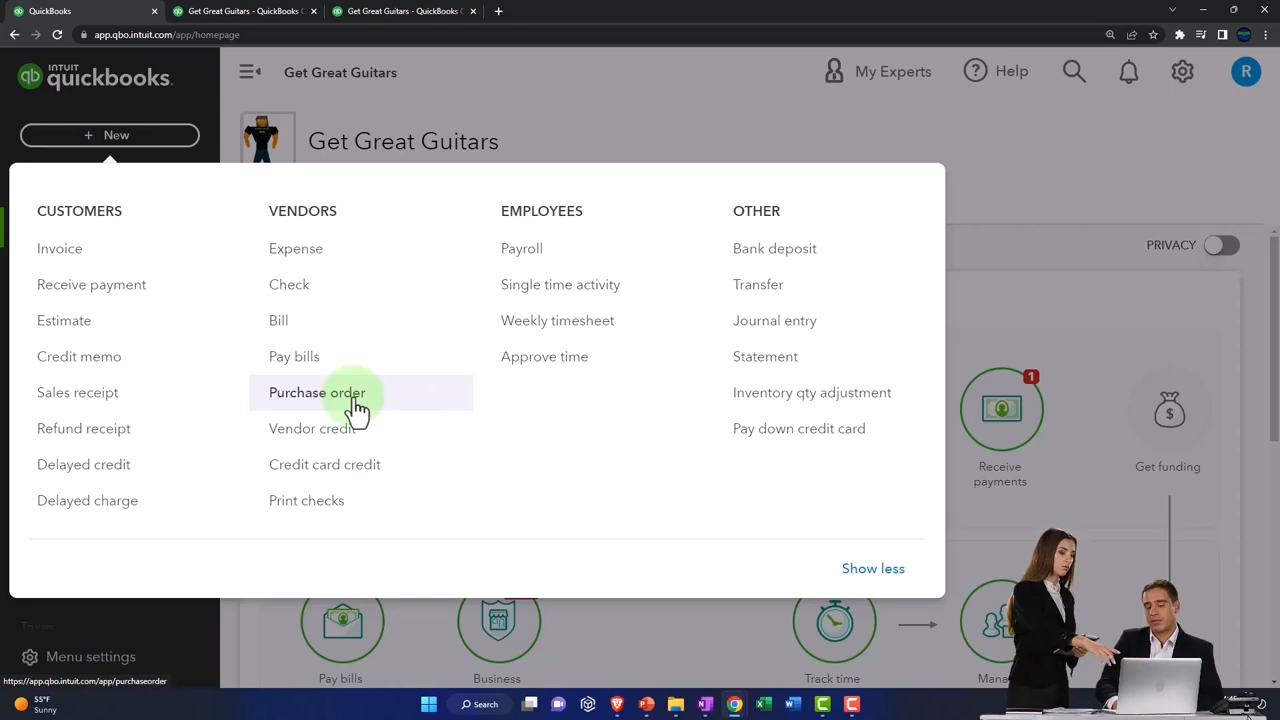 QuickBooks
Get Great Guitars - QuickBooks C
Get Great Guitars - QuickBooks C
app.qbo.intuit.com/app/homepage
INTUIT
quickbooks.
Get Great Guitars
My Experts
Help
R
+ New
Get Great Guitars
PRIVACY
CUSTOMERS
Invoice
Receive payment
Estimate
Credit memo
Sales receipt
Refund receipt
Delayed credit
Delayed charge
VENDORS
Expense
Check
Bill
Pay bills
Purchase order
Vendor credit
Credit card credit
Print checks
EMPLOYEES
Payroll
Single time activity
Weekly timesheet
Approve time
OTHER
Bank deposit
Transfer
Journal entry
Statement
Inventory qty adjustment
Pay down credit card
Show less
1
Receive
payments
Get funding
Taxes
Menu settings
Pay bills
Business
Track time
https://app.qbo.intuit.com/app/purchaseorder
55°F
Sunny
Search